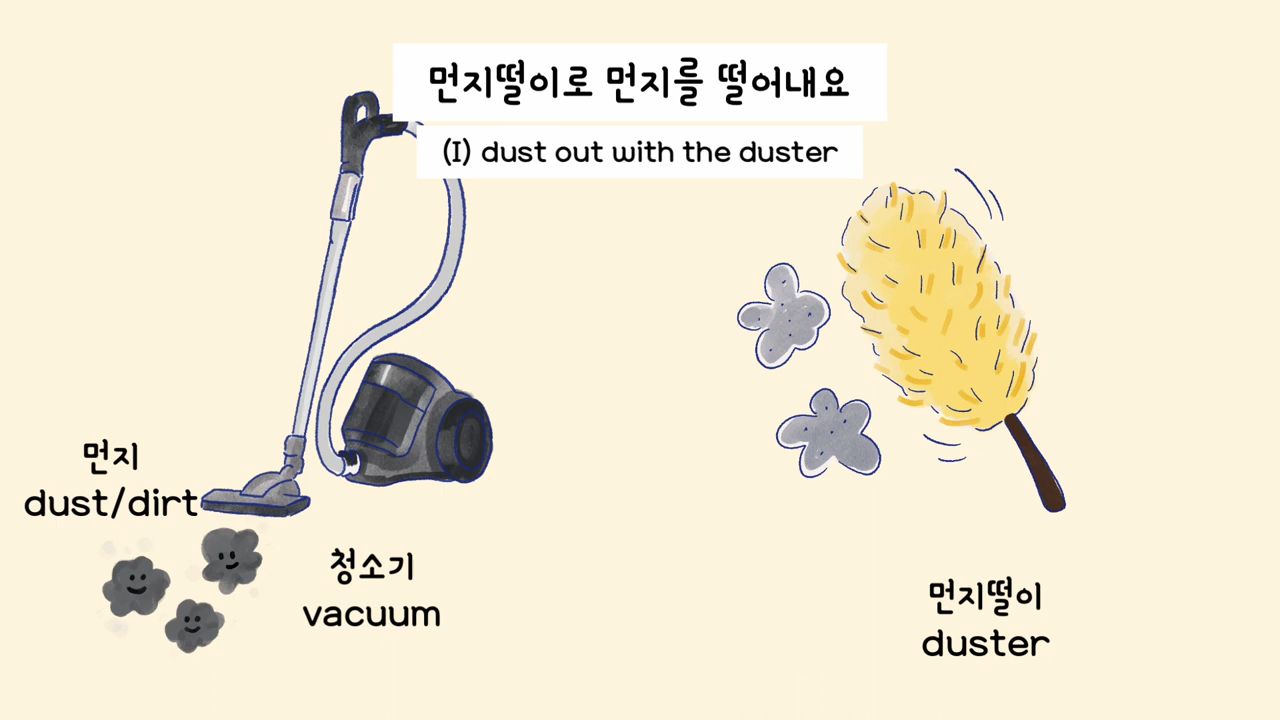 먼지떨이로 먼지를 떨어내요
(I) dust out with the duster
먼지
dust/dirt
청소기
vacuum
먼지떨이
duster